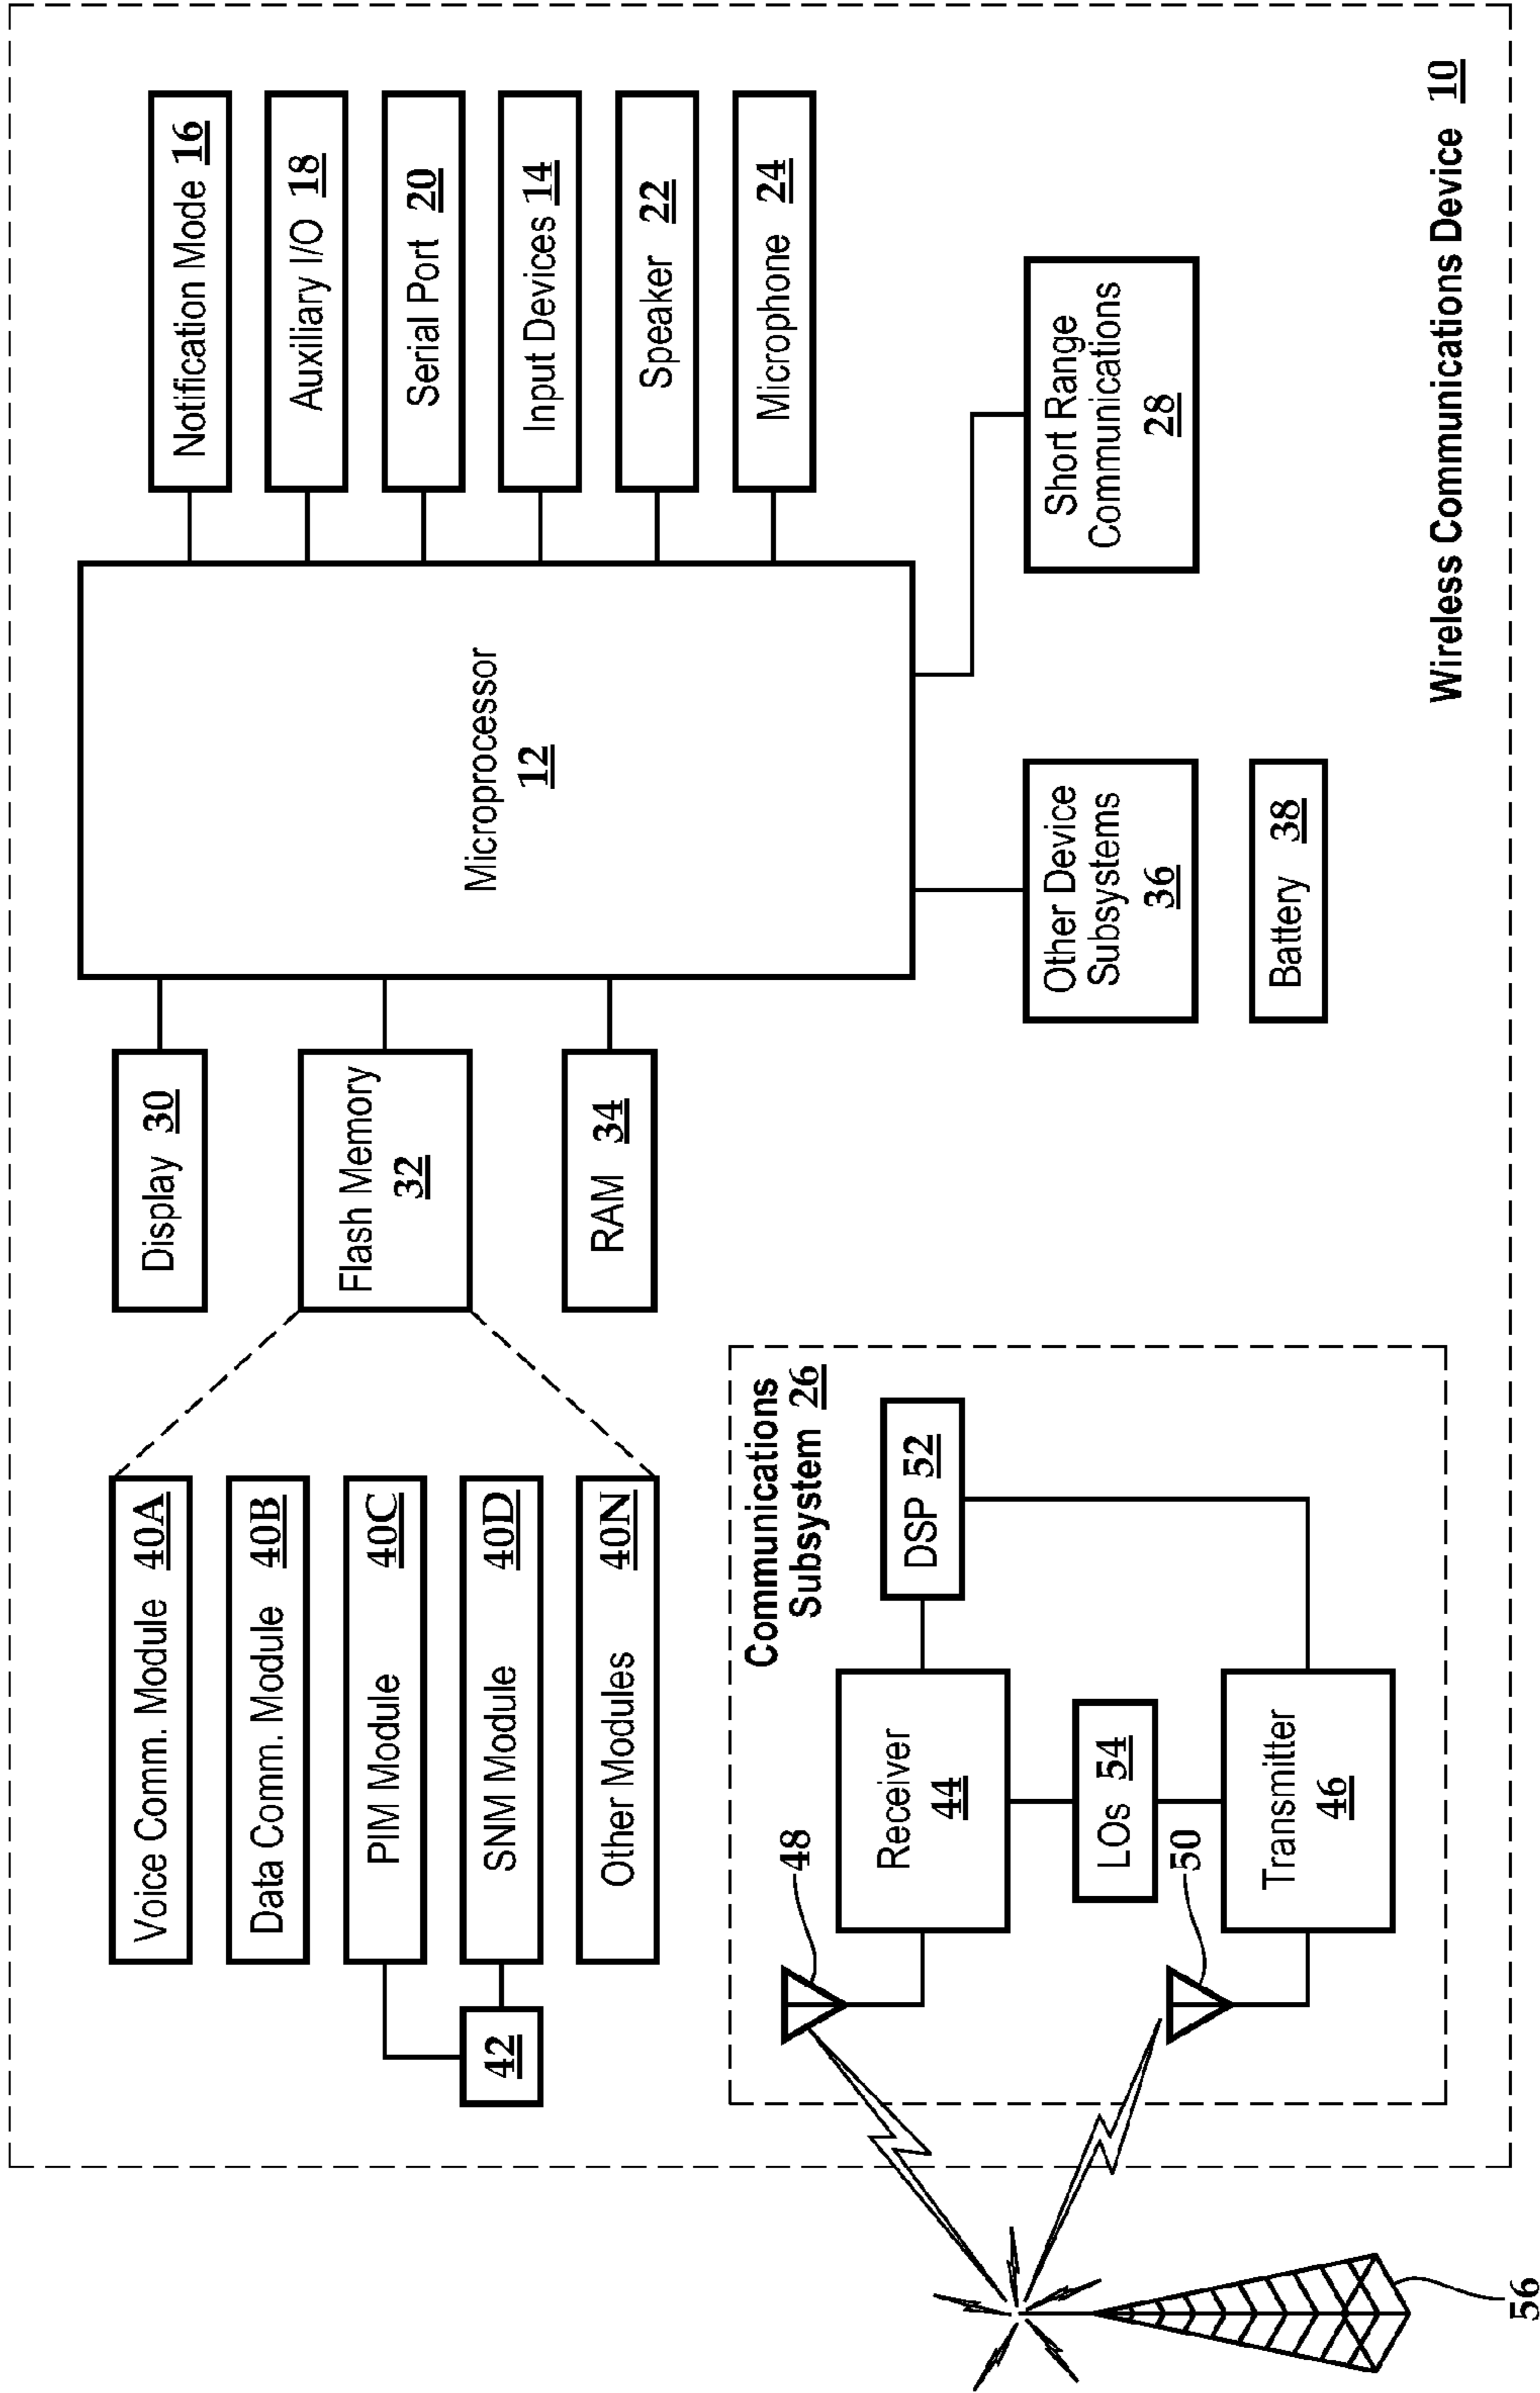 Voice Comm. Module 40A
Data Comm. Module 40B
PIM Module 40C
SNM Module 40D
Other Modules 40N
42
Display 30
Flash Memory
32
RAM 34
Microprocessor
12
Notification Mode 16
Auxiliary I/O 18
Serial Port 20
Input Devices 14
Speaker 22
Microphone 24
Communications
Subsystem 26
48
Receiver
44
DSP 52
LOs 54
50
Transmitter
46
56
Other Device
Subsystems
36
Battery 38
Short Range
Communications
28
Wireless Communications Device 10